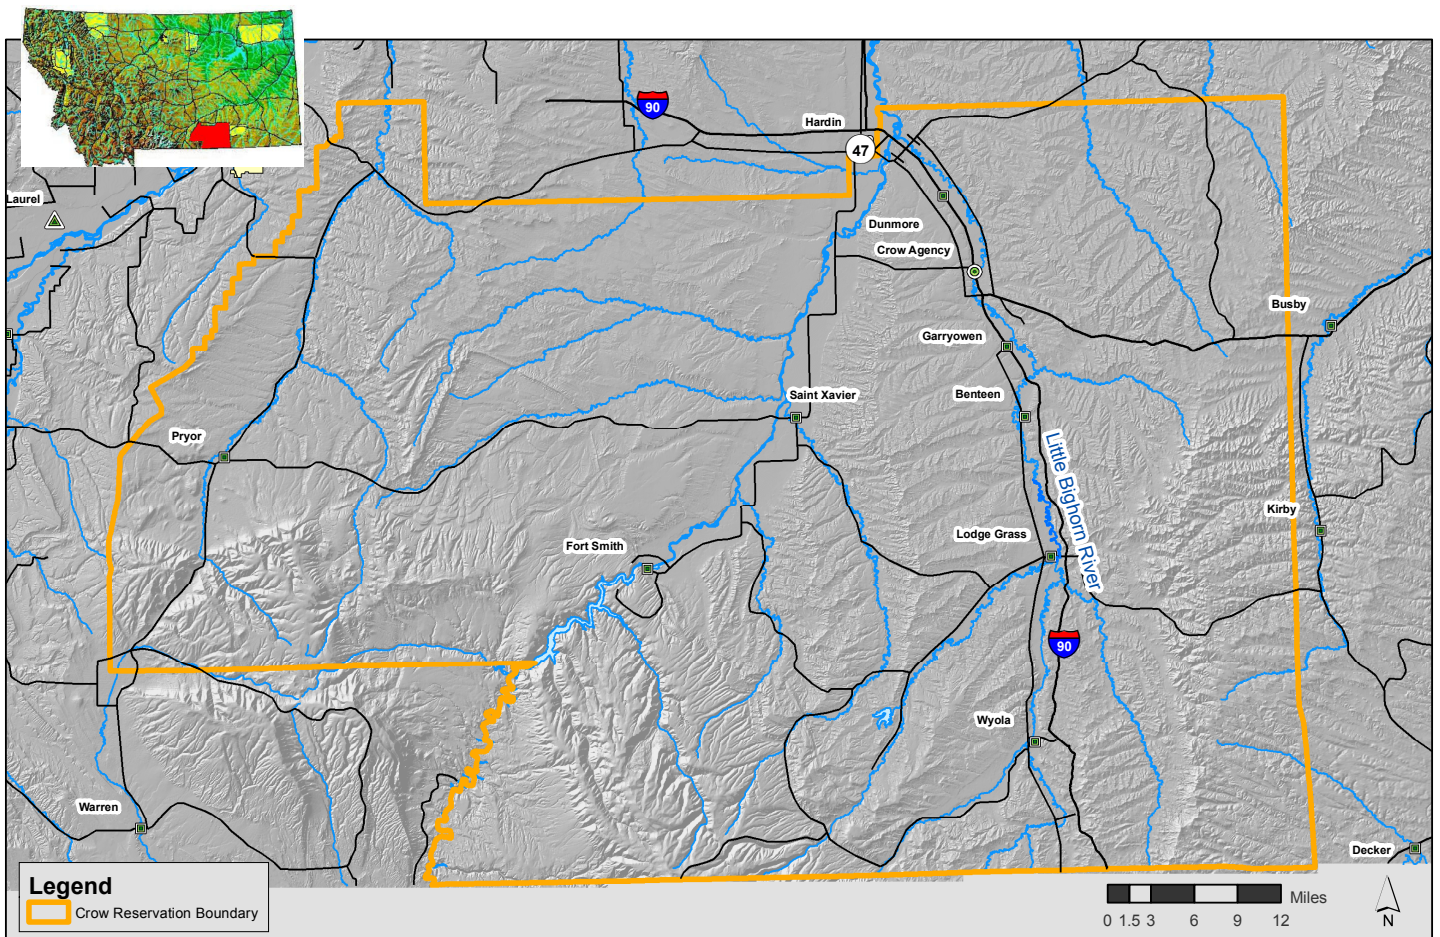 90
Hardin
47
Laurel
Dunmore
Crow Agency
Busby
Garryowen
Saint Xavier
Benteen
Pryor
Little Bighorn River
Kirby
Lodge Grass
Fort Smith
90
Wyola
Warren
Decker
Legend
Crow Reservation Boundary
Miles
0 1.5 3 6 9 12
N